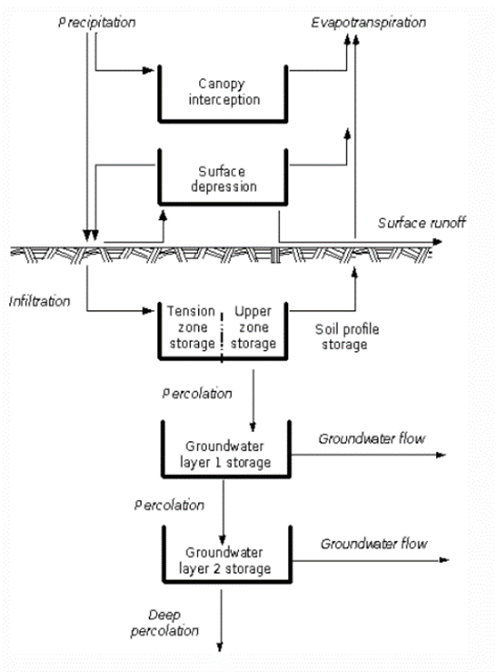 Precipitation
Evapotranspiration
Canopy
interception
Surface
depression
Surface runoff
Infiltration
Tension
zone
storage
Upper
zone
storage
Soil profile
storage
Percolation
Groundwater
layer 1 storage
Groundwater flow
Percolation
Groundwater
layer 2 storage
Groundwater flow
Deep
percolation